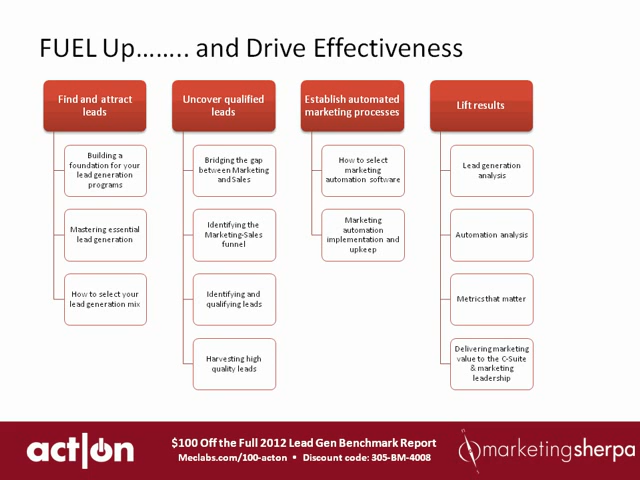 FUEL Up…….. and Drive Effectiveness
Find and attract
leads
Building a
foundation for your
lead generation
programs
Mastering essential
lead generation
How to select your
lead generation mix
Uncover qualified
leads
Bridging the gap
between Marketing
and Sales
Identifying the
Marketing-Sales
funnel
Identifying and
qualifying leads
Harvesting high
quality leads
Establish automated
marketing processes
How to select
marketing
automation software
Marketing
automation
implementation and
upkeep
Lift results
Lead generation
analysis
Automation analysis
Metrics that matter
Delivering marketing
value to the C-Suite
& marketing
leadership
act|on
$100 Off the Full 2012 Lead Gen Benchmark Report
Meclabs.com/100-acton ▪ Discount code: 305-BM-4008
marketingsherpa